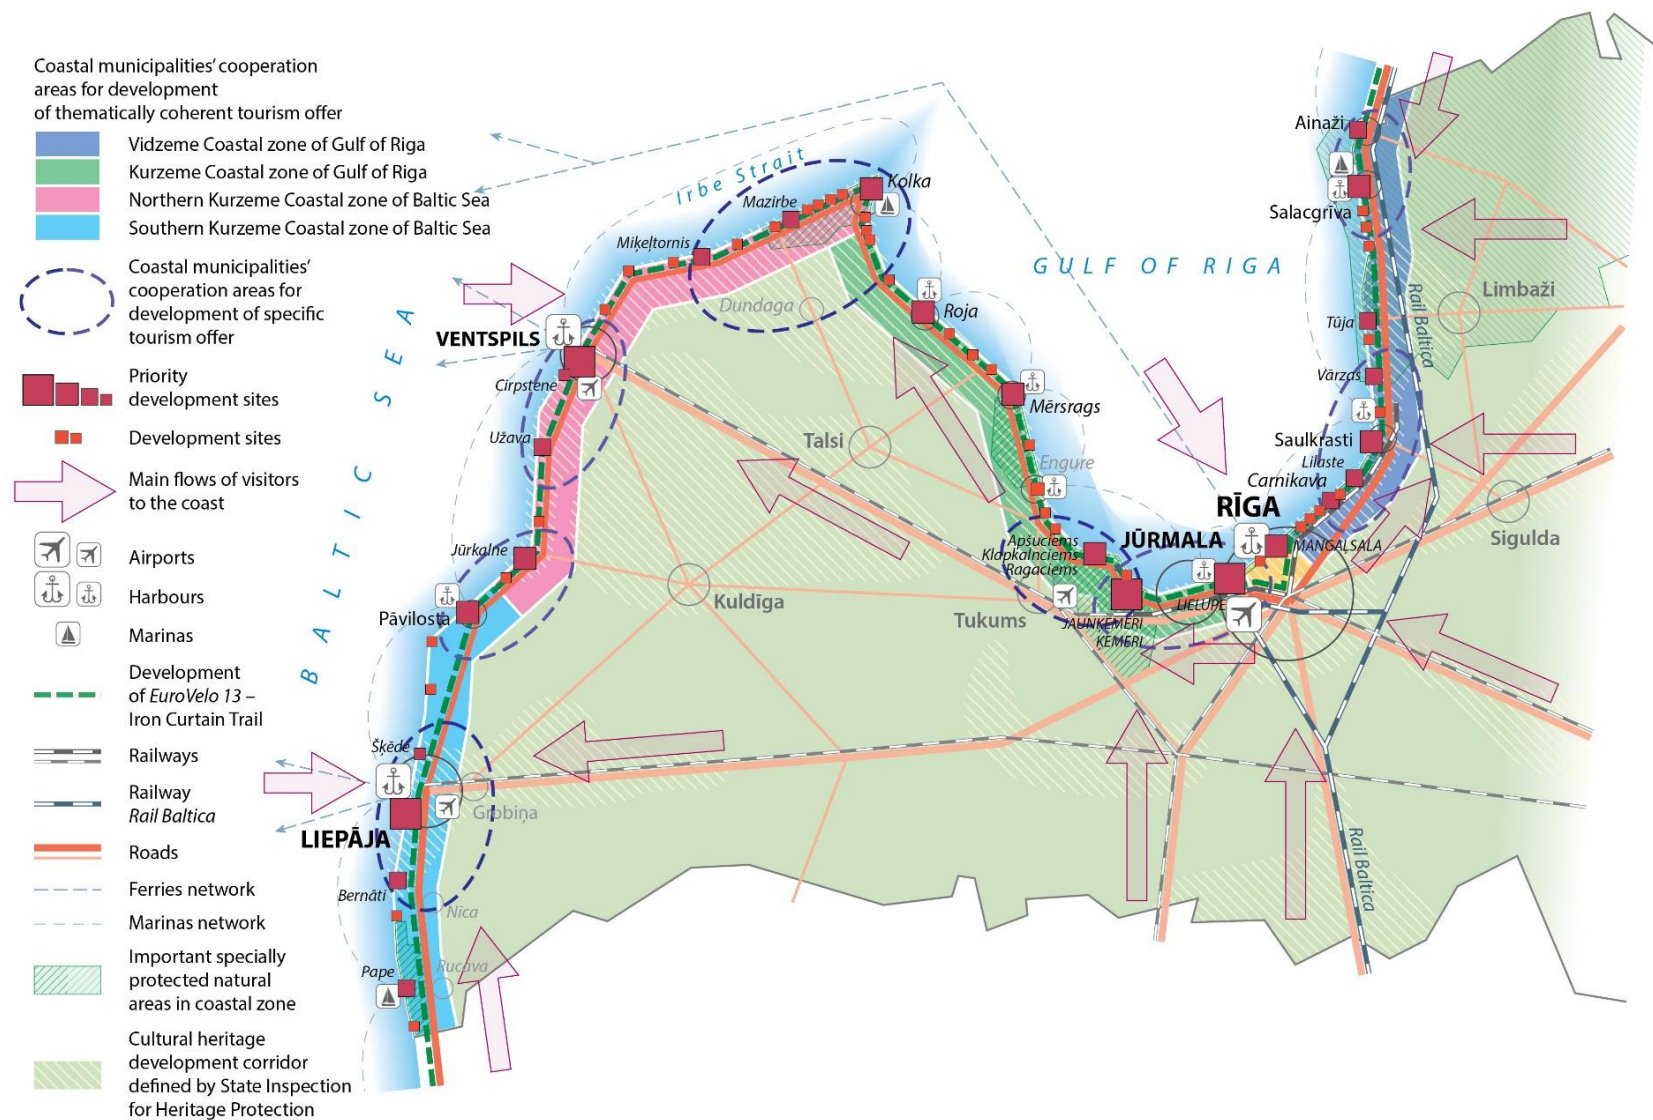 Coastal municipalities' cooperation
areas for development
of thematically coherent tourism offer
Vidzeme Coastal zone of Gulf of Riga
Kurzeme Coastal zone of Gulf of Riga
Northern Kurzeme Coastal zone of Baltic Sea
Southern Kurzeme Coastal zone of Baltic Sea
Coastal municipalities'
cooperation areas for
development of specific
tourism offer
Priority
development sites
Development sites
Main flows of visitors
to the coast
Airports
Harbours
Marinas
Development
of EuroVelo 13 –
Iron Curtain Trail
Railways
Railway
Rail Baltica
Roads
Ferries network
Marinas network
Important specially
protected natural
areas in coastal zone
Cultural heritage
development corridor
defined by State Inspection
for Heritage Protection
BALTIC SEA
Irbe Strait
GULF OF RIGA
Kolka
Mazirbe
Miķeļtornis
Dundaga
VENTSPILS
Cirpstene
Užava
Jūrkalne
Pāvilosta
Šķēde
LIEPĀJA
Grobiņa
Bernāti
Nīca
Rucava
Pape
Roja
Mērsrags
Talsi
Engure
Kuldīga
Apšuciems
Klapkalnciems
Ragaciems
Tukums
JAUNĶEMERI
ĶEMERI
JŪRMALA
LIELUPE
RĪGA
MANGAĻSALA
Carnikava
Lilaste
Saulkrasti
Vārzas
Tūja
Salacgrīva
Ainaži
Limbaži
Sigulda
Rail Baltica
Rail Baltica